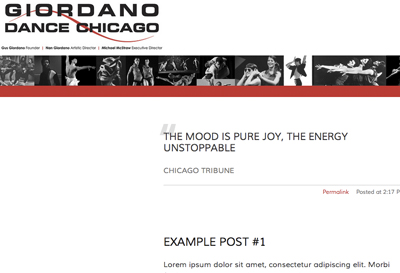 GIORDANO
DANCE CHICAGO
Gus Giordano Founder | Nan Giordano Artistic Director | Michael McStraw Executive Director
"
THE MOOD IS PURE JOY, THE ENERGY
UNSTOPPABLE
CHICAGO TRIBUNE
Permalink Posted at 2:17 P
EXAMPLE POST #1
Lorem ipsum dolor sit amet, consectetur adipiscing elit. Morbi